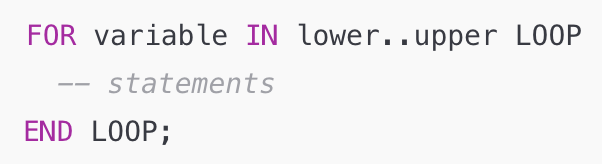 FOR variable IN lower..upper LOOP
-- statements
END LOOP;